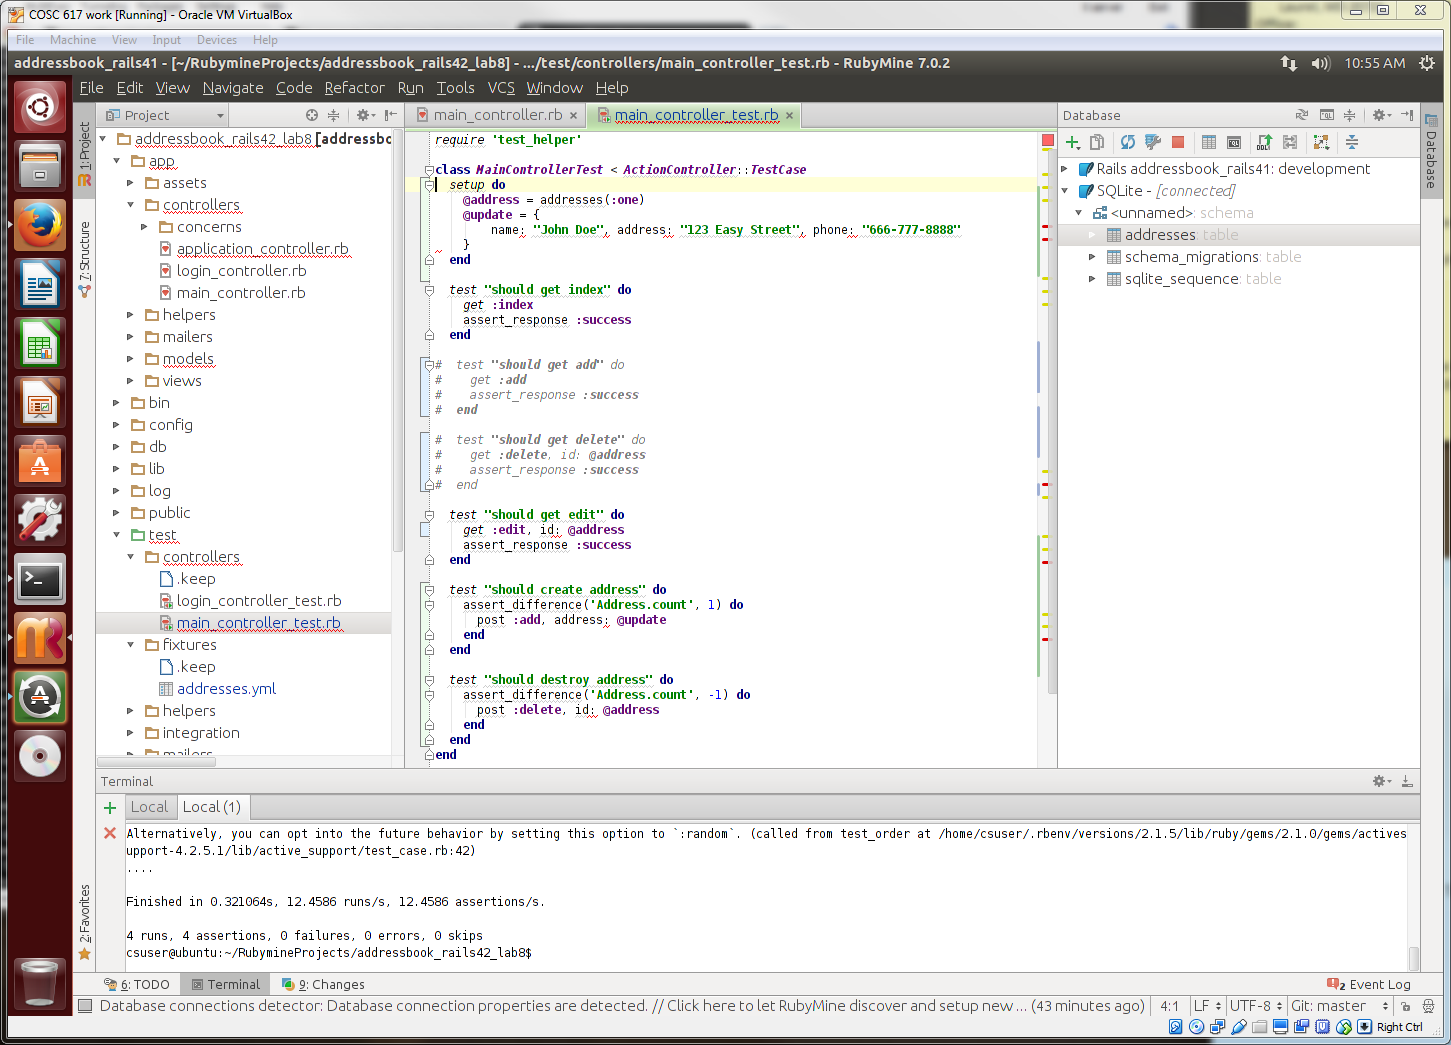 COSC 617 work [Running] - Oracle VM VirtualBox
File Machine View Input Devices Help
addressbook_rails41 - [~/RubymineProjects/addressbook_rails42_lab8] - .../test/controllers/main_controller_test.rb - RubyMine 7.0.2
10:55 AM
File Edit View Navigate Code Refactor Run Tools VCS Window Help
Project
main_controller.rb
main_controller_test.rb
Database
1: Project
7: Structure
2: Favorites
Database
addressbook_rails42_lab8 [addressbo
app
assets
controllers
concerns
application_controller.rb
login_controller.rb
main_controller.rb
helpers
mailers
models
views
bin
config
db
lib
log
public
test
controllers
.keep
login_controller_test.rb
main_controller_test.rb
fixtures
.keep
addresses.yml
helpers
integration
mailers
require 'test_helper'
class MainControllerTest < ActionController::TestCase
setup do
@address = addresses(:one)
@update = {
name: "John Doe", address: "123 Easy Street", phone: "666-777-8888"
}
end
test "should get index" do
get :index
assert_response :success
end
# test "should get add" do
# get :add
# assert_response :success
# end
# test "should get delete" do
# get :delete, id: @address
# assert_response :success
# end
test "should get edit" do
get :edit, id: @address
assert_response :success
end
test "should create address" do
assert_difference('Address.count', 1) do
post :add, address: @update
end
end
test "should destroy address" do
assert_difference('Address.count', -1) do
post :delete, id: @address
end
end
end
Rails addressbook_rails41: development
SQLite - [connected]
<unnamed>: schema
addresses: table
schema_migrations: table
sqlite_sequence: table
Terminal
Local Local (1)
Alternatively, you can opt into the future behavior by setting this option to `:random`. (called from test_order at /home/csuser/.rbenv/versions/2.1.5/lib/ruby/gems/2.1.0/gems/actives
upport-4.2.5.1/lib/active_support/test_case.rb:42)
....
Finished in 0.321064s, 12.4586 runs/s, 12.4586 assertions/s.
4 runs, 4 assertions, 0 failures, 0 errors, 0 skips
csuser@ubuntu:~/RubymineProjects/addressbook_rails42_lab8$
6: TODO Terminal 9: Changes 2 Event Log
Database connections detector: Database connection properties are detected. // Click here to let RubyMine discover and setup new ... (43 minutes ago) 4:1 LF UTF-8 Git: master
Right Ctrl